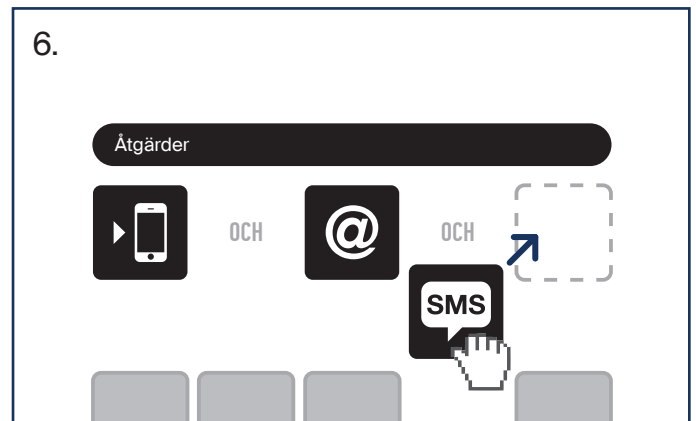 6.
Åtgärder
OCH
@
OCH
SMS